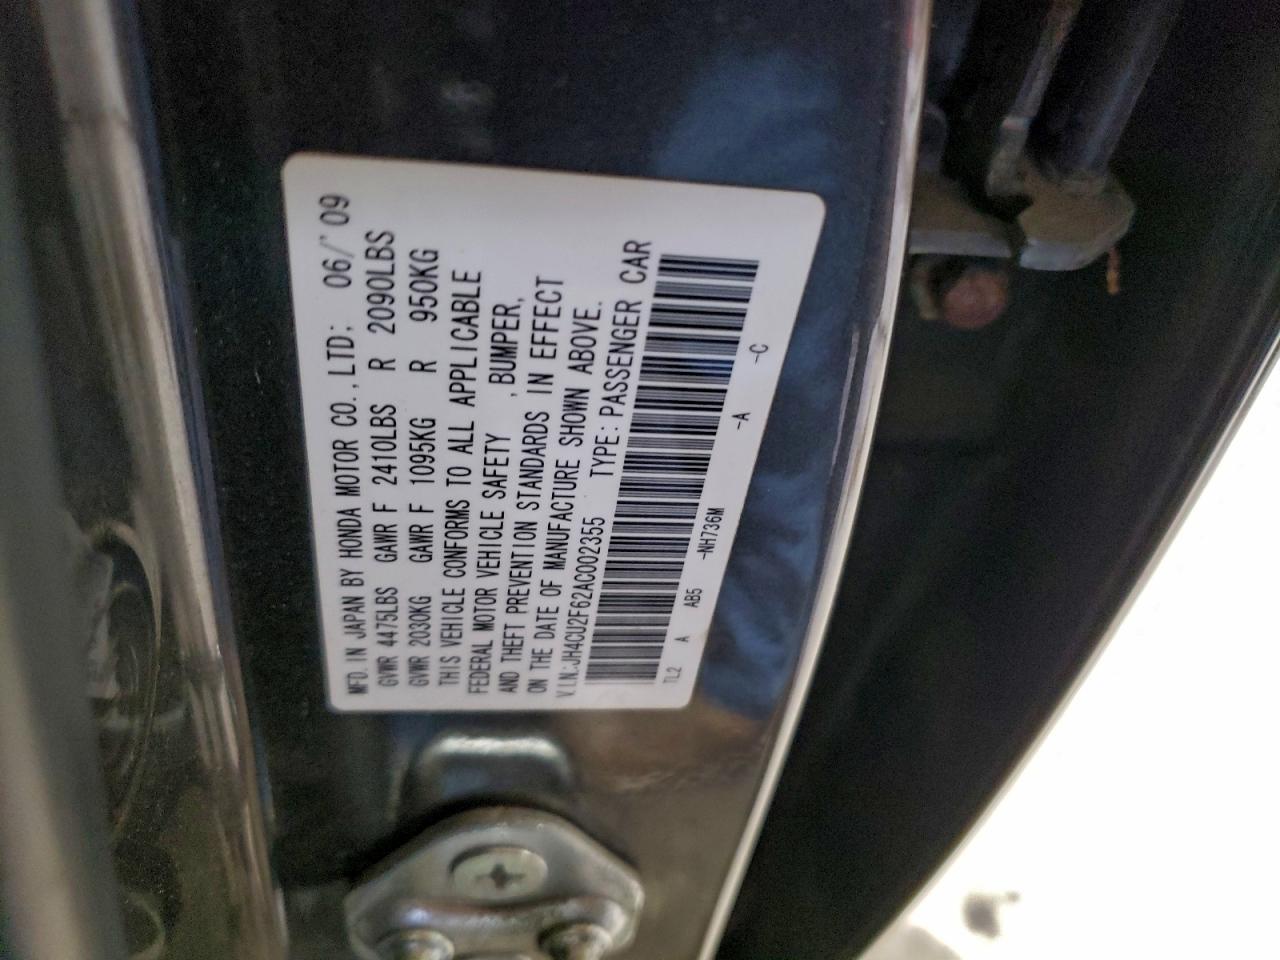 MFD. IN JAPAN BY HONDA MOTOR CO., LTD; 06/'09
GVWR 4475LBS GAWR F 2410LBS R 2090LBS
GVWR 2030KG GAWR F 1095KG R 950KG
THIS VEHICLE CONFORMS TO ALL APPLICABLE
FEDERAL MOTOR VEHICLE SAFETY , BUMPER,
AND THEFT PREVENTION STANDARDS IN EFFECT
ON THE DATE OF MANUFACTURE SHOWN ABOVE.
V.I.N.:JH4CU2F62AC002355 TYPE: PASSENGER CAR
TL2 A AB5 -NH736M -A -C